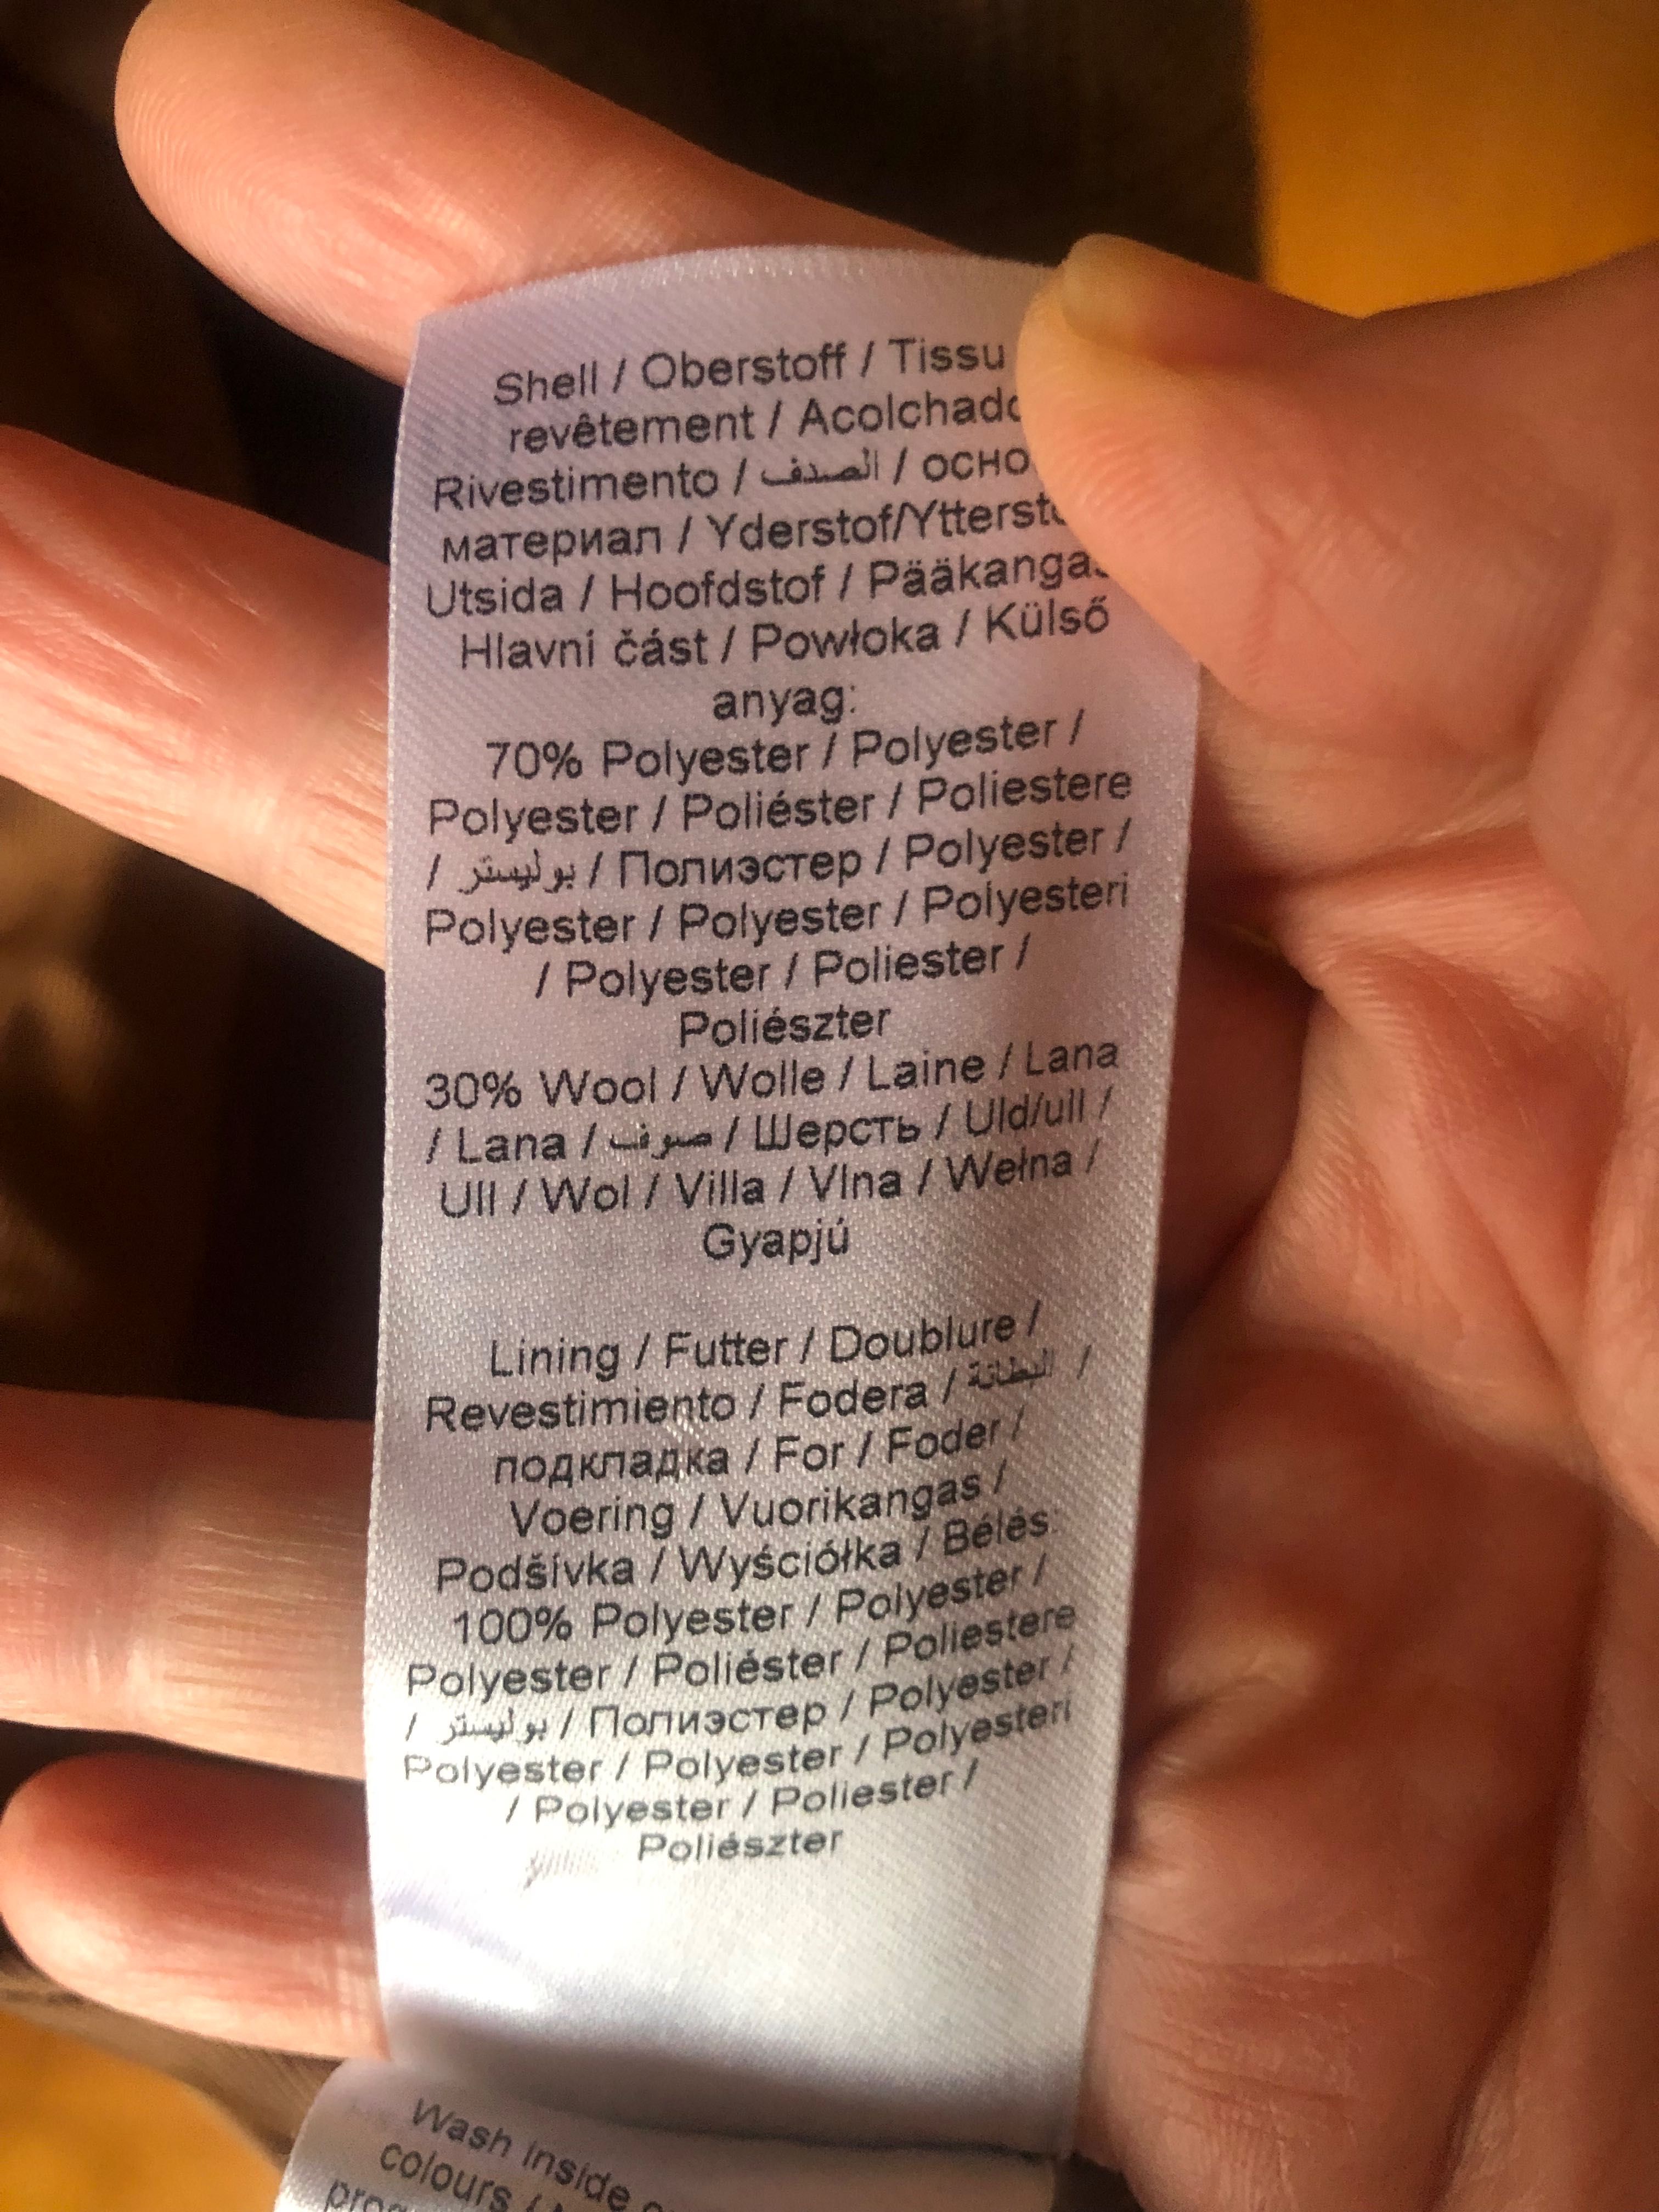 Shell / Oberstoff / Tissu
revêtement / Acolchado
Rivestimento / الصدف /
материал / Yderstof/
Utsida / Hoofdstof / Pääkangas
Hlavní část / Powłoka / Külső
anyag:
70% Polyester / Polyester /
Polyester / Poliéster / Poliestere
/ بوليستر / Полиэстер / Polyester /
Polyester / Polyester / Polyesteri
/ Polyester / Poliester /
Poliészter
30% Wool / Wolle / Laine / Lana
/ Lana / صوف / Шерсть / Uld/ull /
Ull / Wol / Villa / Vlna / Wełna /
Gyapjú
Lining / Futter / Doublure /
Revestimiento / Fodera / البطانة /
подкладка / For / Foder /
Voering / Vuorikangas /
Podšívka / Wyściółka / Bélés:
100% Polyester / Polyester /
Polyester / Poliéster / Poliestere
/ بوليستر / Полиэстер / Polyester /
Polyester / Polyester / Polyesteri
/ Polyester / Poliester /
Poliészter
Wash inside
colours /